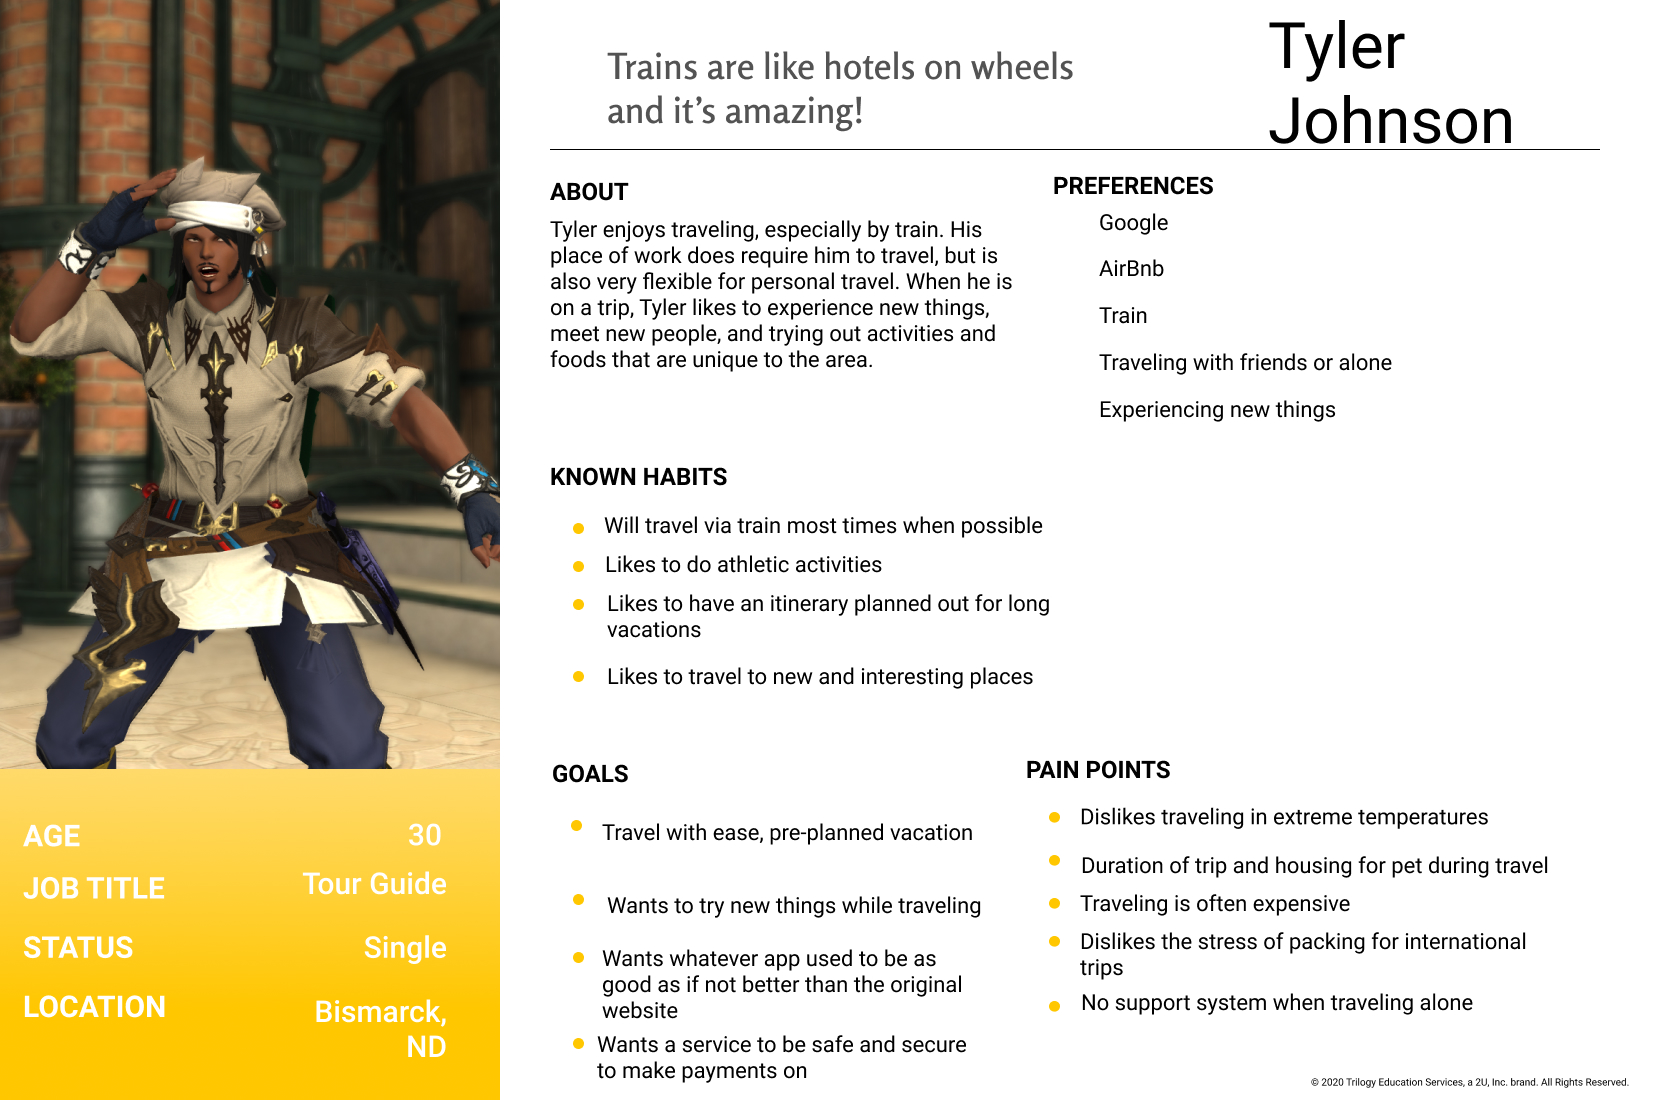 Trains are like hotels on wheels
and it’s amazing!
Tyler
Johnson
ABOUT
Tyler enjoys traveling, especially by train. His
place of work does require him to travel, but is
also very flexible for personal travel. When he is
on a trip, Tyler likes to experience new things,
meet new people, and trying out activities and
foods that are unique to the area.
PREFERENCES
Google
AirBnb
Train
Traveling with friends or alone
Experiencing new things
KNOWN HABITS
Will travel via train most times when possible
Likes to do athletic activities
Likes to have an itinerary planned out for long
vacations
Likes to travel to new and interesting places
AGE 30
JOB TITLE Tour Guide
STATUS Single
LOCATION Bismarck,
ND
GOALS
Travel with ease, pre-planned vacation
Wants to try new things while traveling
Wants whatever app used to be as
good as if not better than the original
website
Wants a service to be safe and secure
to make payments on
PAIN POINTS
Dislikes traveling in extreme temperatures
Duration of trip and housing for pet during travel
Traveling is often expensive
Dislikes the stress of packing for international
trips
No support system when traveling alone
© 2020 Trilogy Education Services, a 2U, Inc. brand. All Rights Reserved.